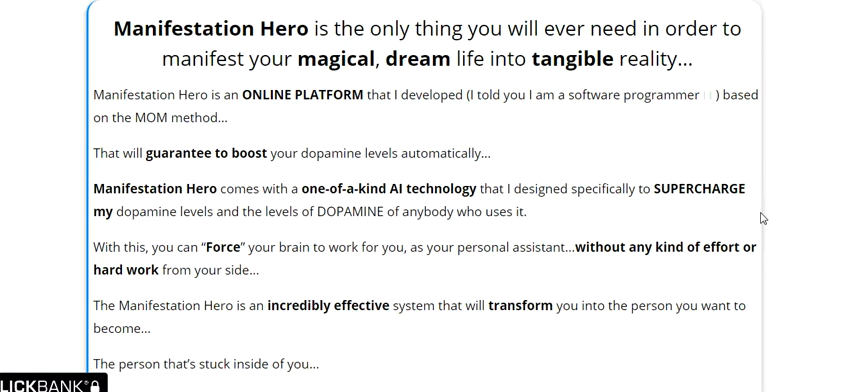 Manifestation Hero is the only thing you will ever need in order to
manifest your magical, dream life into tangible reality...
Manifestation Hero is an ONLINE PLATFORM that I developed (I told you I am a software programmer ) based
on the MOM method...
That will guarantee to boost your dopamine levels automatically...
Manifestation Hero comes with a one-of-a-kind AI technology that I designed specifically to SUPERCHARGE
my dopamine levels and the levels of DOPAMINE of anybody who uses it.
With this, you can “Force” your brain to work for you, as your personal assistant...without any kind of effort or
hard work from your side...
The Manifestation Hero is an incredibly effective system that will transform you into the person you want to
become...
The person that’s stuck inside of you...
LICKBANK®